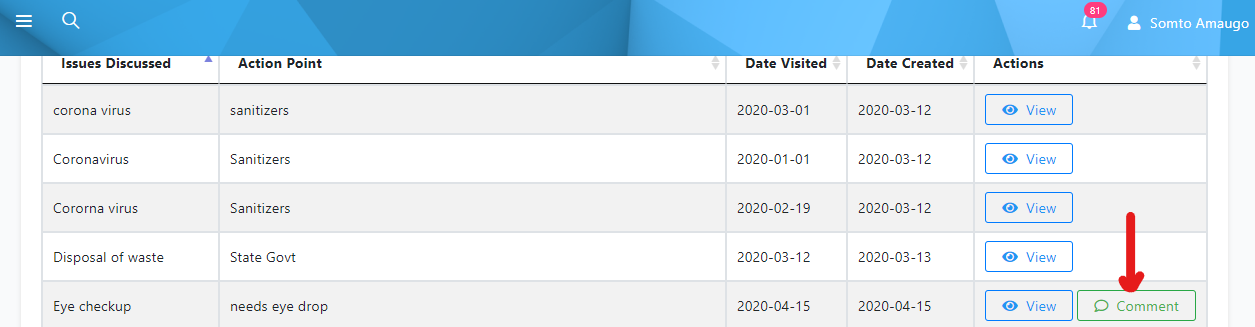 81
Somto Amaugo
Issues Discussed Action Point Date Visited Date Created Actions
corona virus sanitizers 2020-03-01 2020-03-12 View
Coronavirus Sanitizers 2020-01-01 2020-03-12 View
Cororna virus Sanitizers 2020-02-19 2020-03-12 View
Disposal of waste State Govt 2020-03-12 2020-03-13 View
Eye checkup needs eye drop 2020-04-15 2020-04-15 View Comment